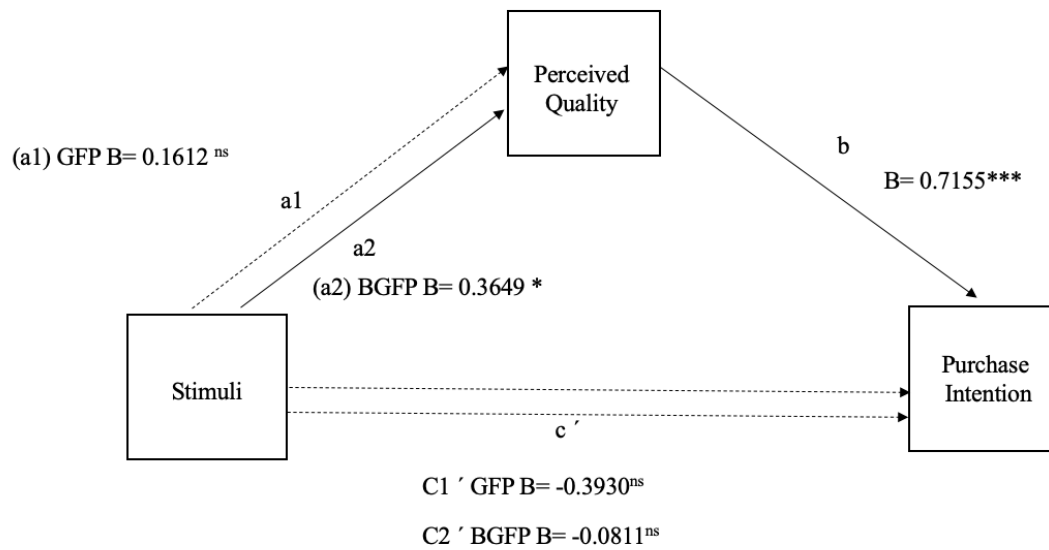 Perceived
Quality
(a1) GFP B= 0.1612 ns
b
B= 0.7155***
a1
a2
(a2) BGFP B= 0.3649 *
Stimuli
Purchase
Intention
c ´
C1 ´ GFP B= -0.3930ns
C2 ´ BGFP B= -0.0811ns